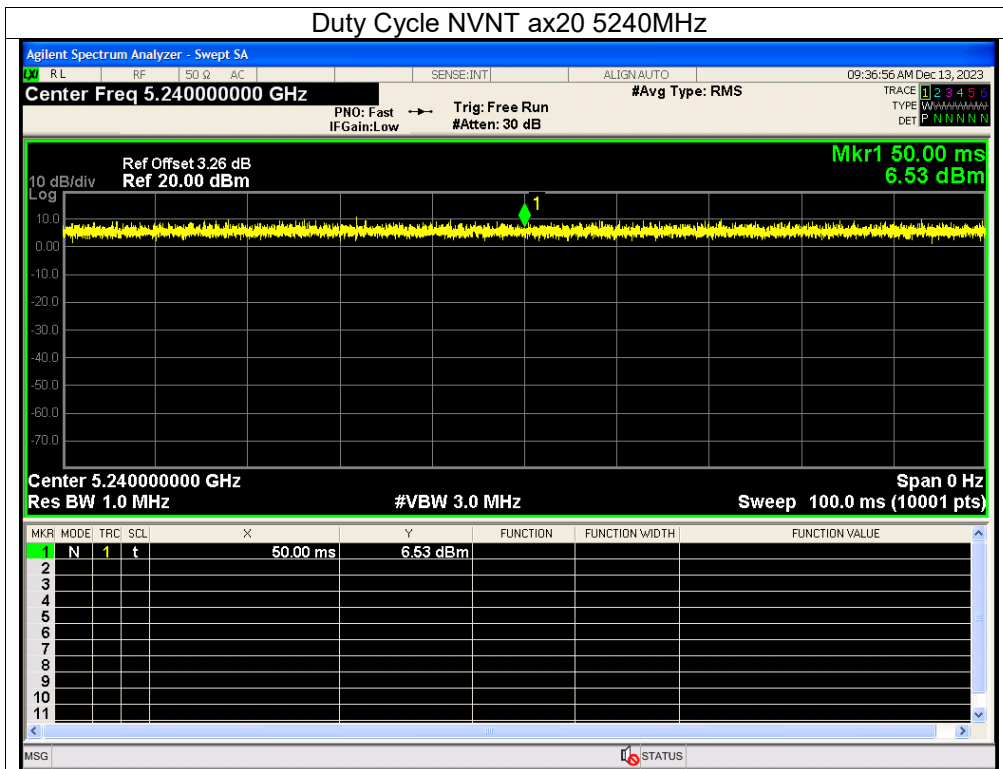 Duty Cycle NVNT ax20 5240MHz
Agilent Spectrum Analyzer - Swept SA
LXI RL RF 50 Ω AC SENSE:INT ALIGN AUTO 09:36:56 AM Dec 13, 2023
Center Freq 5.240000000 GHz #Avg Type: RMS TRACE 1 2 3 4 5 6
PNO: Fast Trig: Free Run TYPE WWWWWW
IFGain:Low #Atten: 30 dB DET P N N N N N
Mkr1 50.00 ms
Ref Offset 3.26 dB 6.53 dBm
10 dB/div Ref 20.00 dBm
Log
1
10.0
0.00
-10.0
-20.0
-30.0
-40.0
-50.0
-60.0
-70.0
Center 5.240000000 GHz Span 0 Hz
Res BW 1.0 MHz #VBW 3.0 MHz Sweep 100.0 ms (10001 pts)
MKR MODE TRC SCL X Y FUNCTION FUNCTION WIDTH FUNCTION VALUE
1 N 1 t 50.00 ms 6.53 dBm
2
3
4
5
6
7
8
9
10
11
MSG STATUS